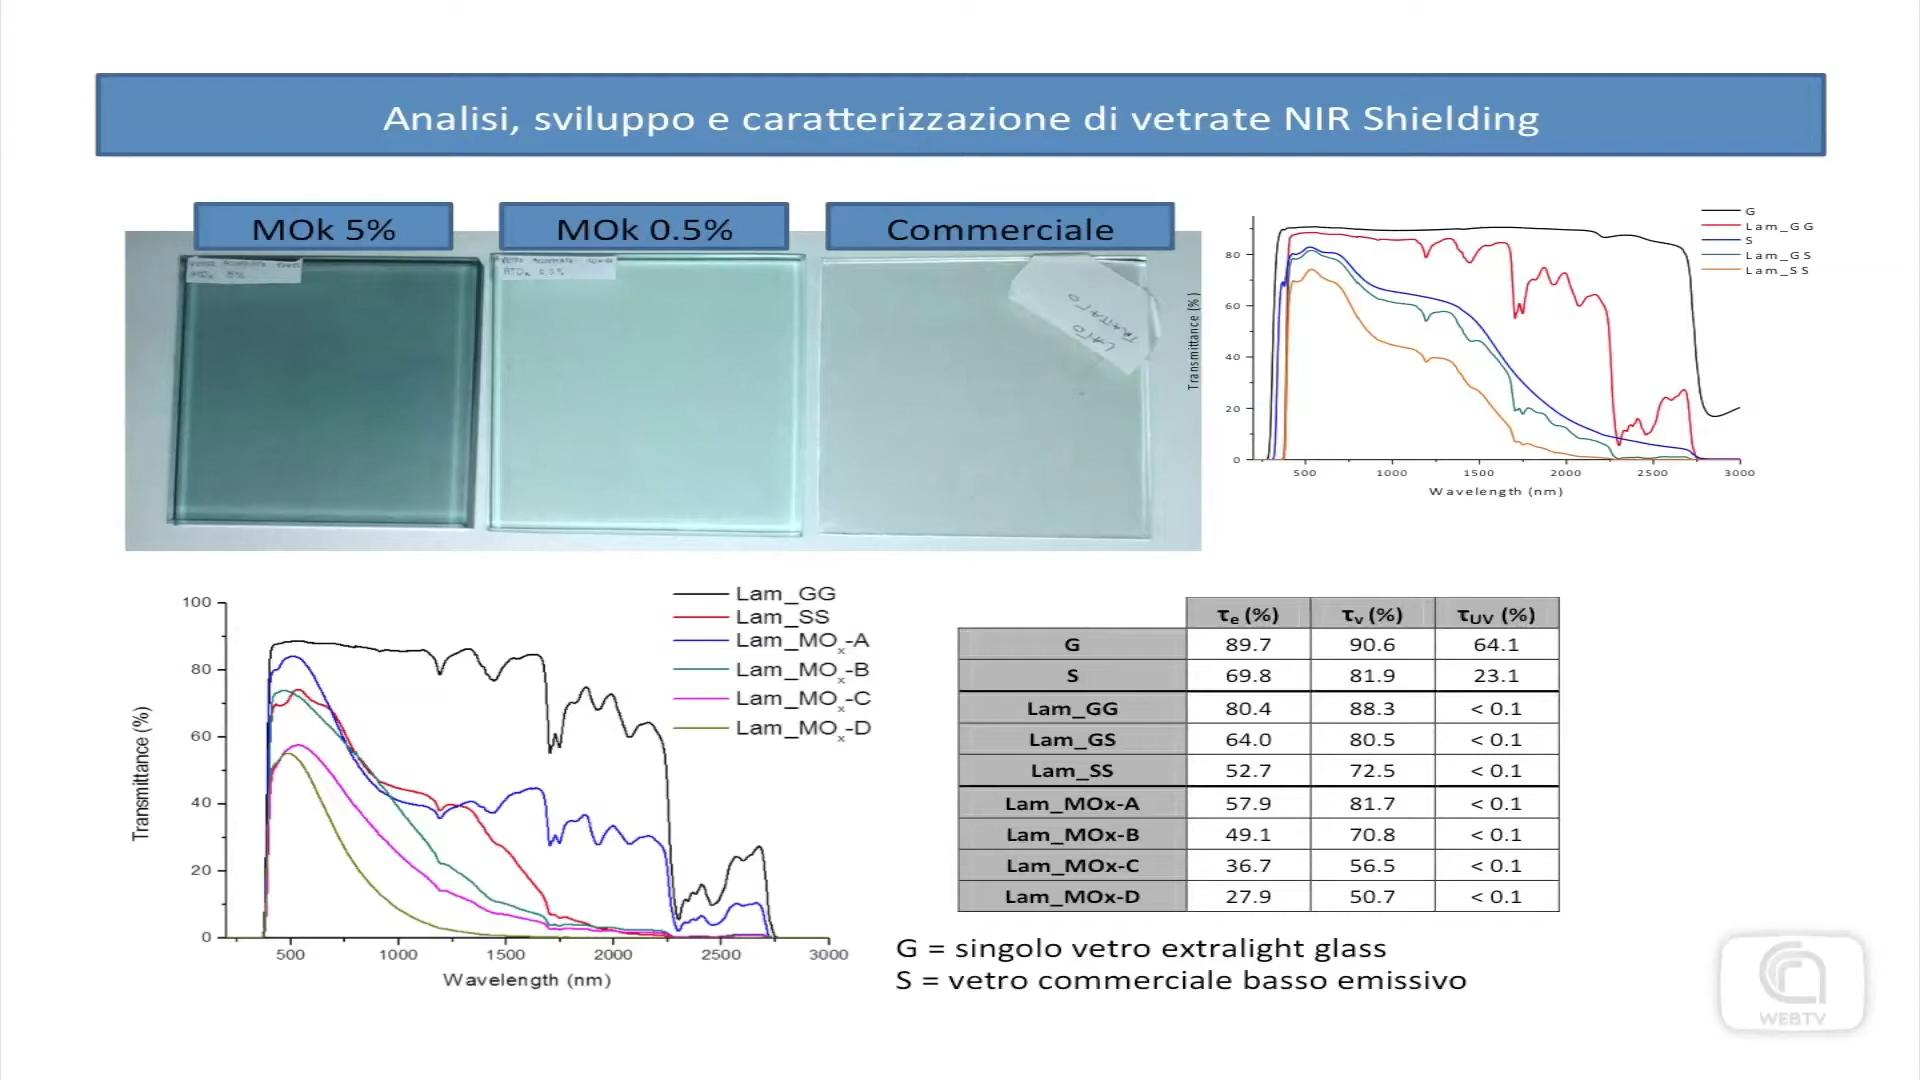 Analisi, sviluppo e caratterizzazione di vetrate NIR Shielding
MOk 5%
MOk 0.5%
Commerciale
LATO
TRATTATO
G
Lam_GG
S
Lam_GS
Lam_SS
Transmittance (%)
80
60
40
20
0
500 1000 1500 2000 2500 3000
Wavelength (nm)
Lam_GG
Lam_SS
Lam_MOx-A
Lam_MOx-B
Lam_MOx-C
Lam_MOx-D
Transmittance (%)
100
80
60
40
20
0
500 1000 1500 2000 2500 3000
Wavelength (nm)
τe (%) τv (%) τUV (%)
G 89.7 90.6 64.1
S 69.8 81.9 23.1
Lam_GG 80.4 88.3 < 0.1
Lam_GS 64.0 80.5 < 0.1
Lam_SS 52.7 72.5 < 0.1
Lam_MOx-A 57.9 81.7 < 0.1
Lam_MOx-B 49.1 70.8 < 0.1
Lam_MOx-C 36.7 56.5 < 0.1
Lam_MOx-D 27.9 50.7 < 0.1
G = singolo vetro extralight glass
S = vetro commerciale basso emissivo
WEBTV